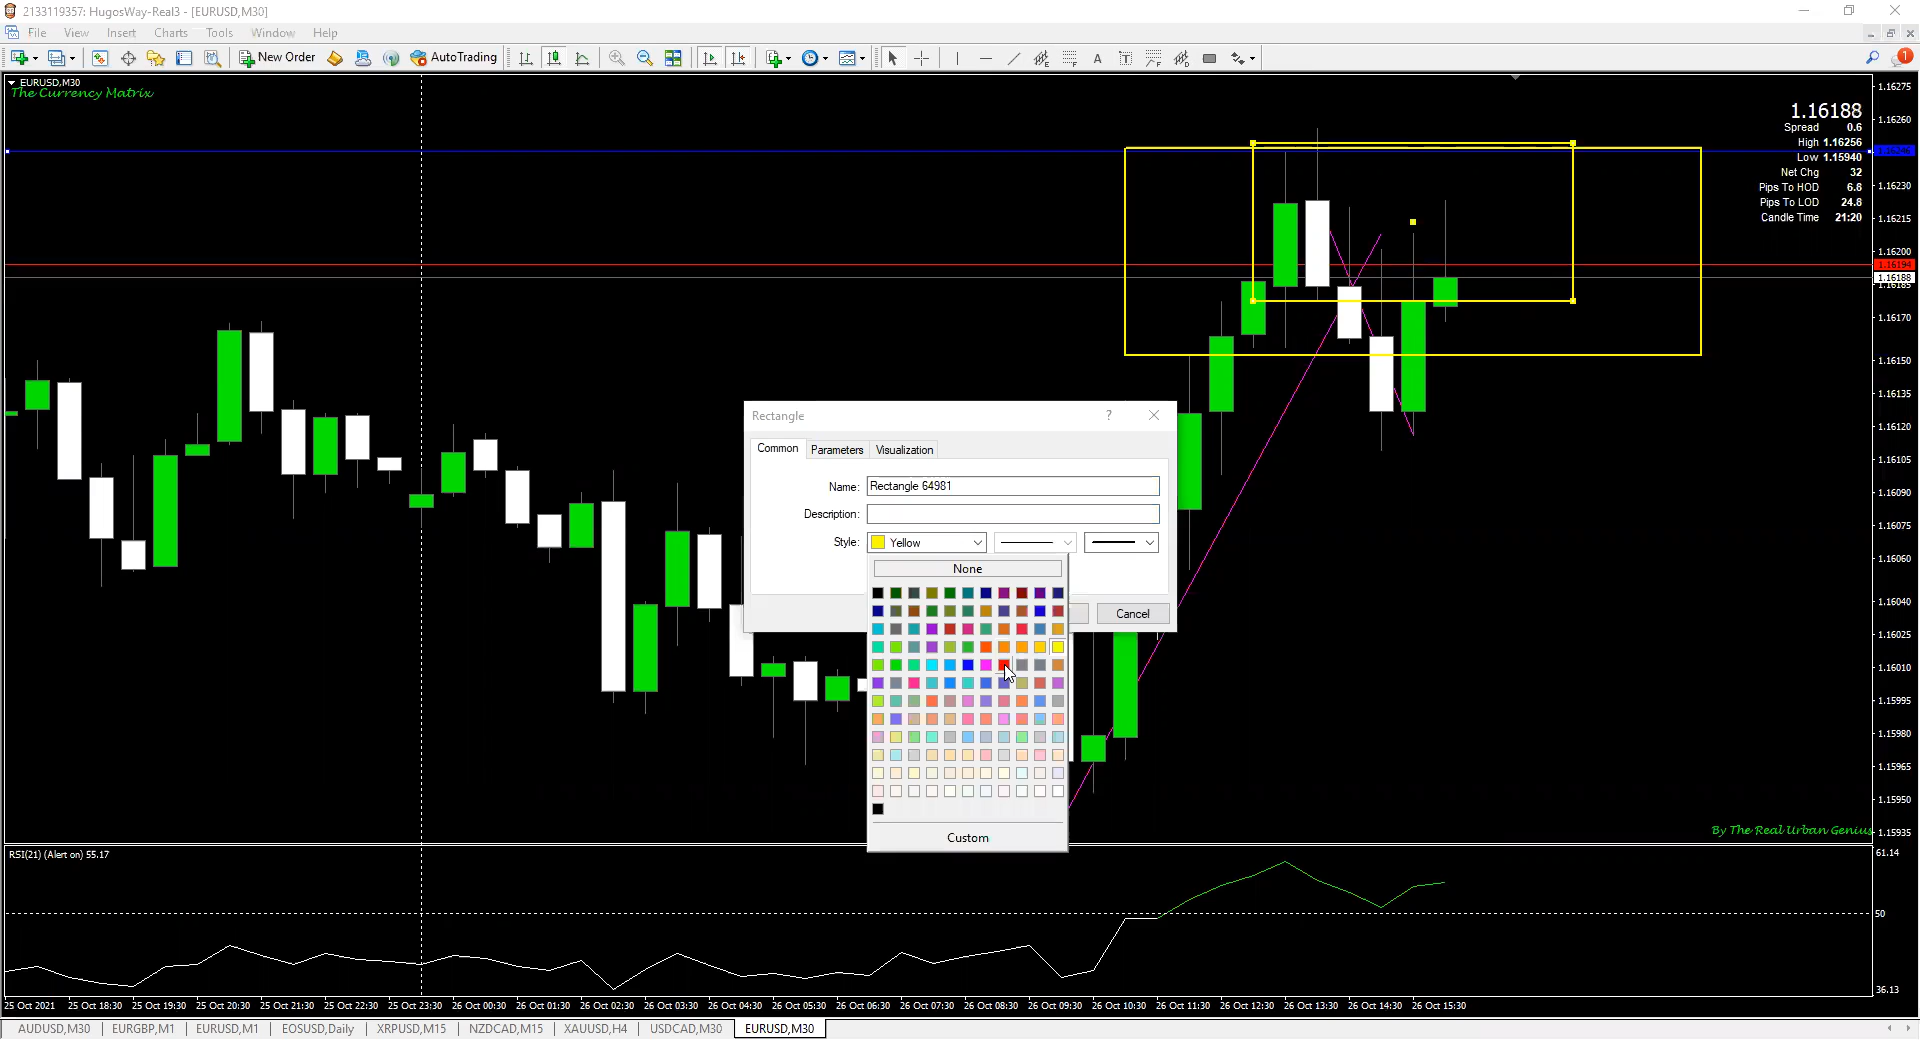 2133119357: HugosWay-Real3 - [EURUSD,M30]
File View Insert Charts Tools Window Help
New Order AutoTrading
1
EURUSD,M30
The Currency Matrix
1.16188
Spread 0.6
High 1.16256
Low 1.15940
Net Chg 32
Pips To HOD 6.8
Pips To LOD 24.8
Candle Time 21:20
1.16275
1.16260
1.16246
1.16230
1.16215
1.16200
1.16194
1.16188
1.16185
1.16170
1.16150
1.16135
1.16120
1.16105
1.16090
1.16075
1.16060
1.16040
1.16025
1.16010
1.15995
1.15980
1.15965
1.15950
1.15935
Rectangle ?
Common Parameters Visualization
Name: Rectangle 64981
Description:
Style: Yellow
None
Cancel
Custom
By The Real Urban Genius
RSI(21) (Alert on) 55.17
61.14
50
36.13
25 Oct 2021 25 Oct 18:30 25 Oct 19:30 25 Oct 20:30 25 Oct 21:30 25 Oct 22:30 25 Oct 23:30 26 Oct 00:30 26 Oct 01:30 26 Oct 02:30 26 Oct 03:30 26 Oct 04:30 26 Oct 05:30 26 Oct 06:30 26 Oct 07:30 26 Oct 08:30 26 Oct 09:30 26 Oct 10:30 26 Oct 11:30 26 Oct 12:30 26 Oct 13:30 26 Oct 14:30 26 Oct 15:30
AUDUSD,M30 EURGBP,M1 EURUSD,M1 EOSUSD,Daily XRPUSD,M15 NZDCAD,M15 XAUUSD,H4 USDCAD,M30 EURUSD,M30